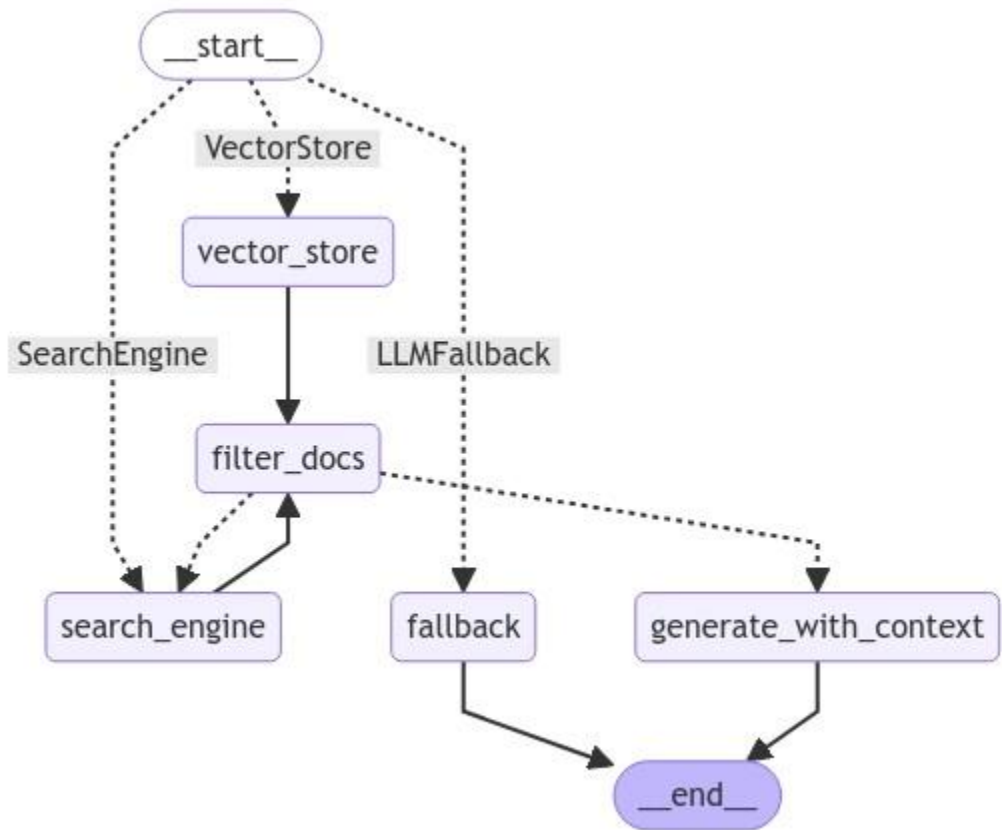 __start__
VectorStore
vector_store
SearchEngine
LLMFallback
filter_docs
search_engine
fallback
generate_with_context
__end__